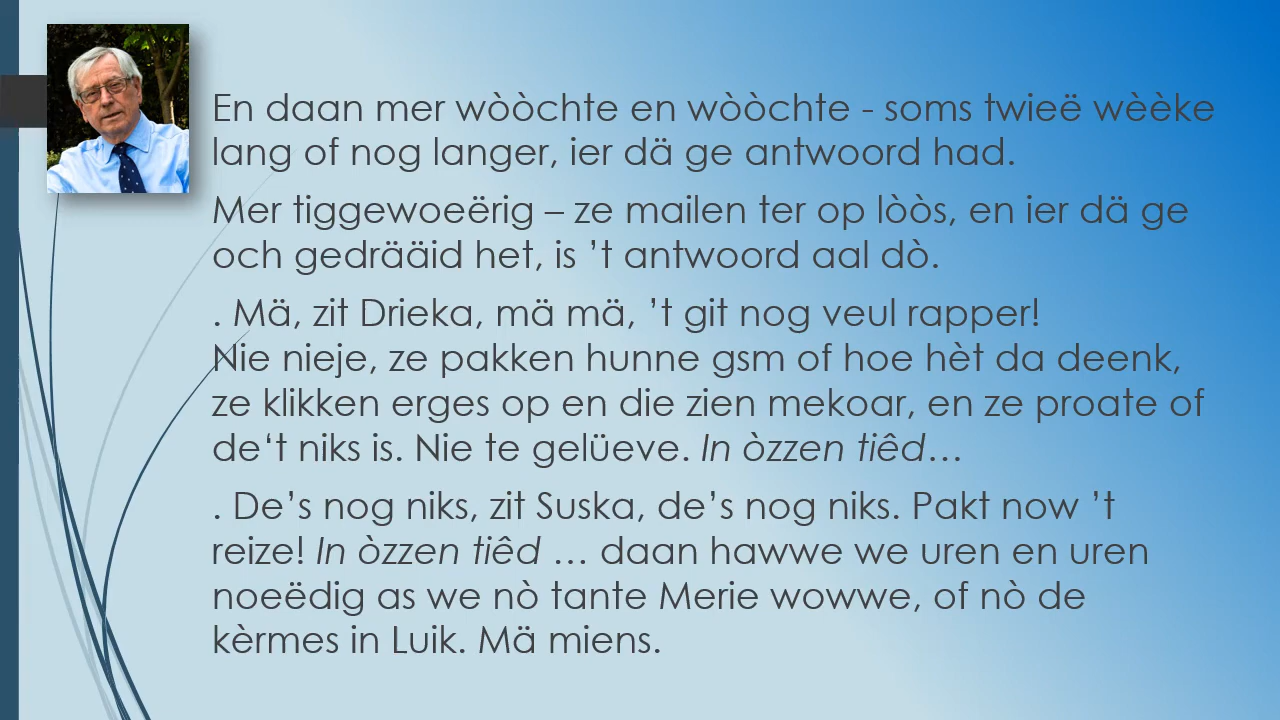 En daan mer wòòchte en wòòchte - soms twieë wèèke
lang of nog langer, ier dä ge antwoord had.
Mer tiggewoeërig – ze mailen ter op lòòs, en ier dä ge
och gedrääid het, is ’t antwoord aal dò.
. Mä, zit Drieka, mä mä, ’t git nog veul rapper!
Nie nieje, ze pakken hunne gsm of hoe hèt da deenk,
ze klikken erges op en die zien mekoar, en ze proate of
de‘t niks is. Nie te gelüeve. In òzzen tiêd…
. De’s nog niks, zit Suska, de’s nog niks. Pakt now ’t
reize! In òzzen tiêd … daan hawwe we uren en uren
noeëdig as we nò tante Merie wowwe, of nò de
kèrmes in Luik. Mä miens.